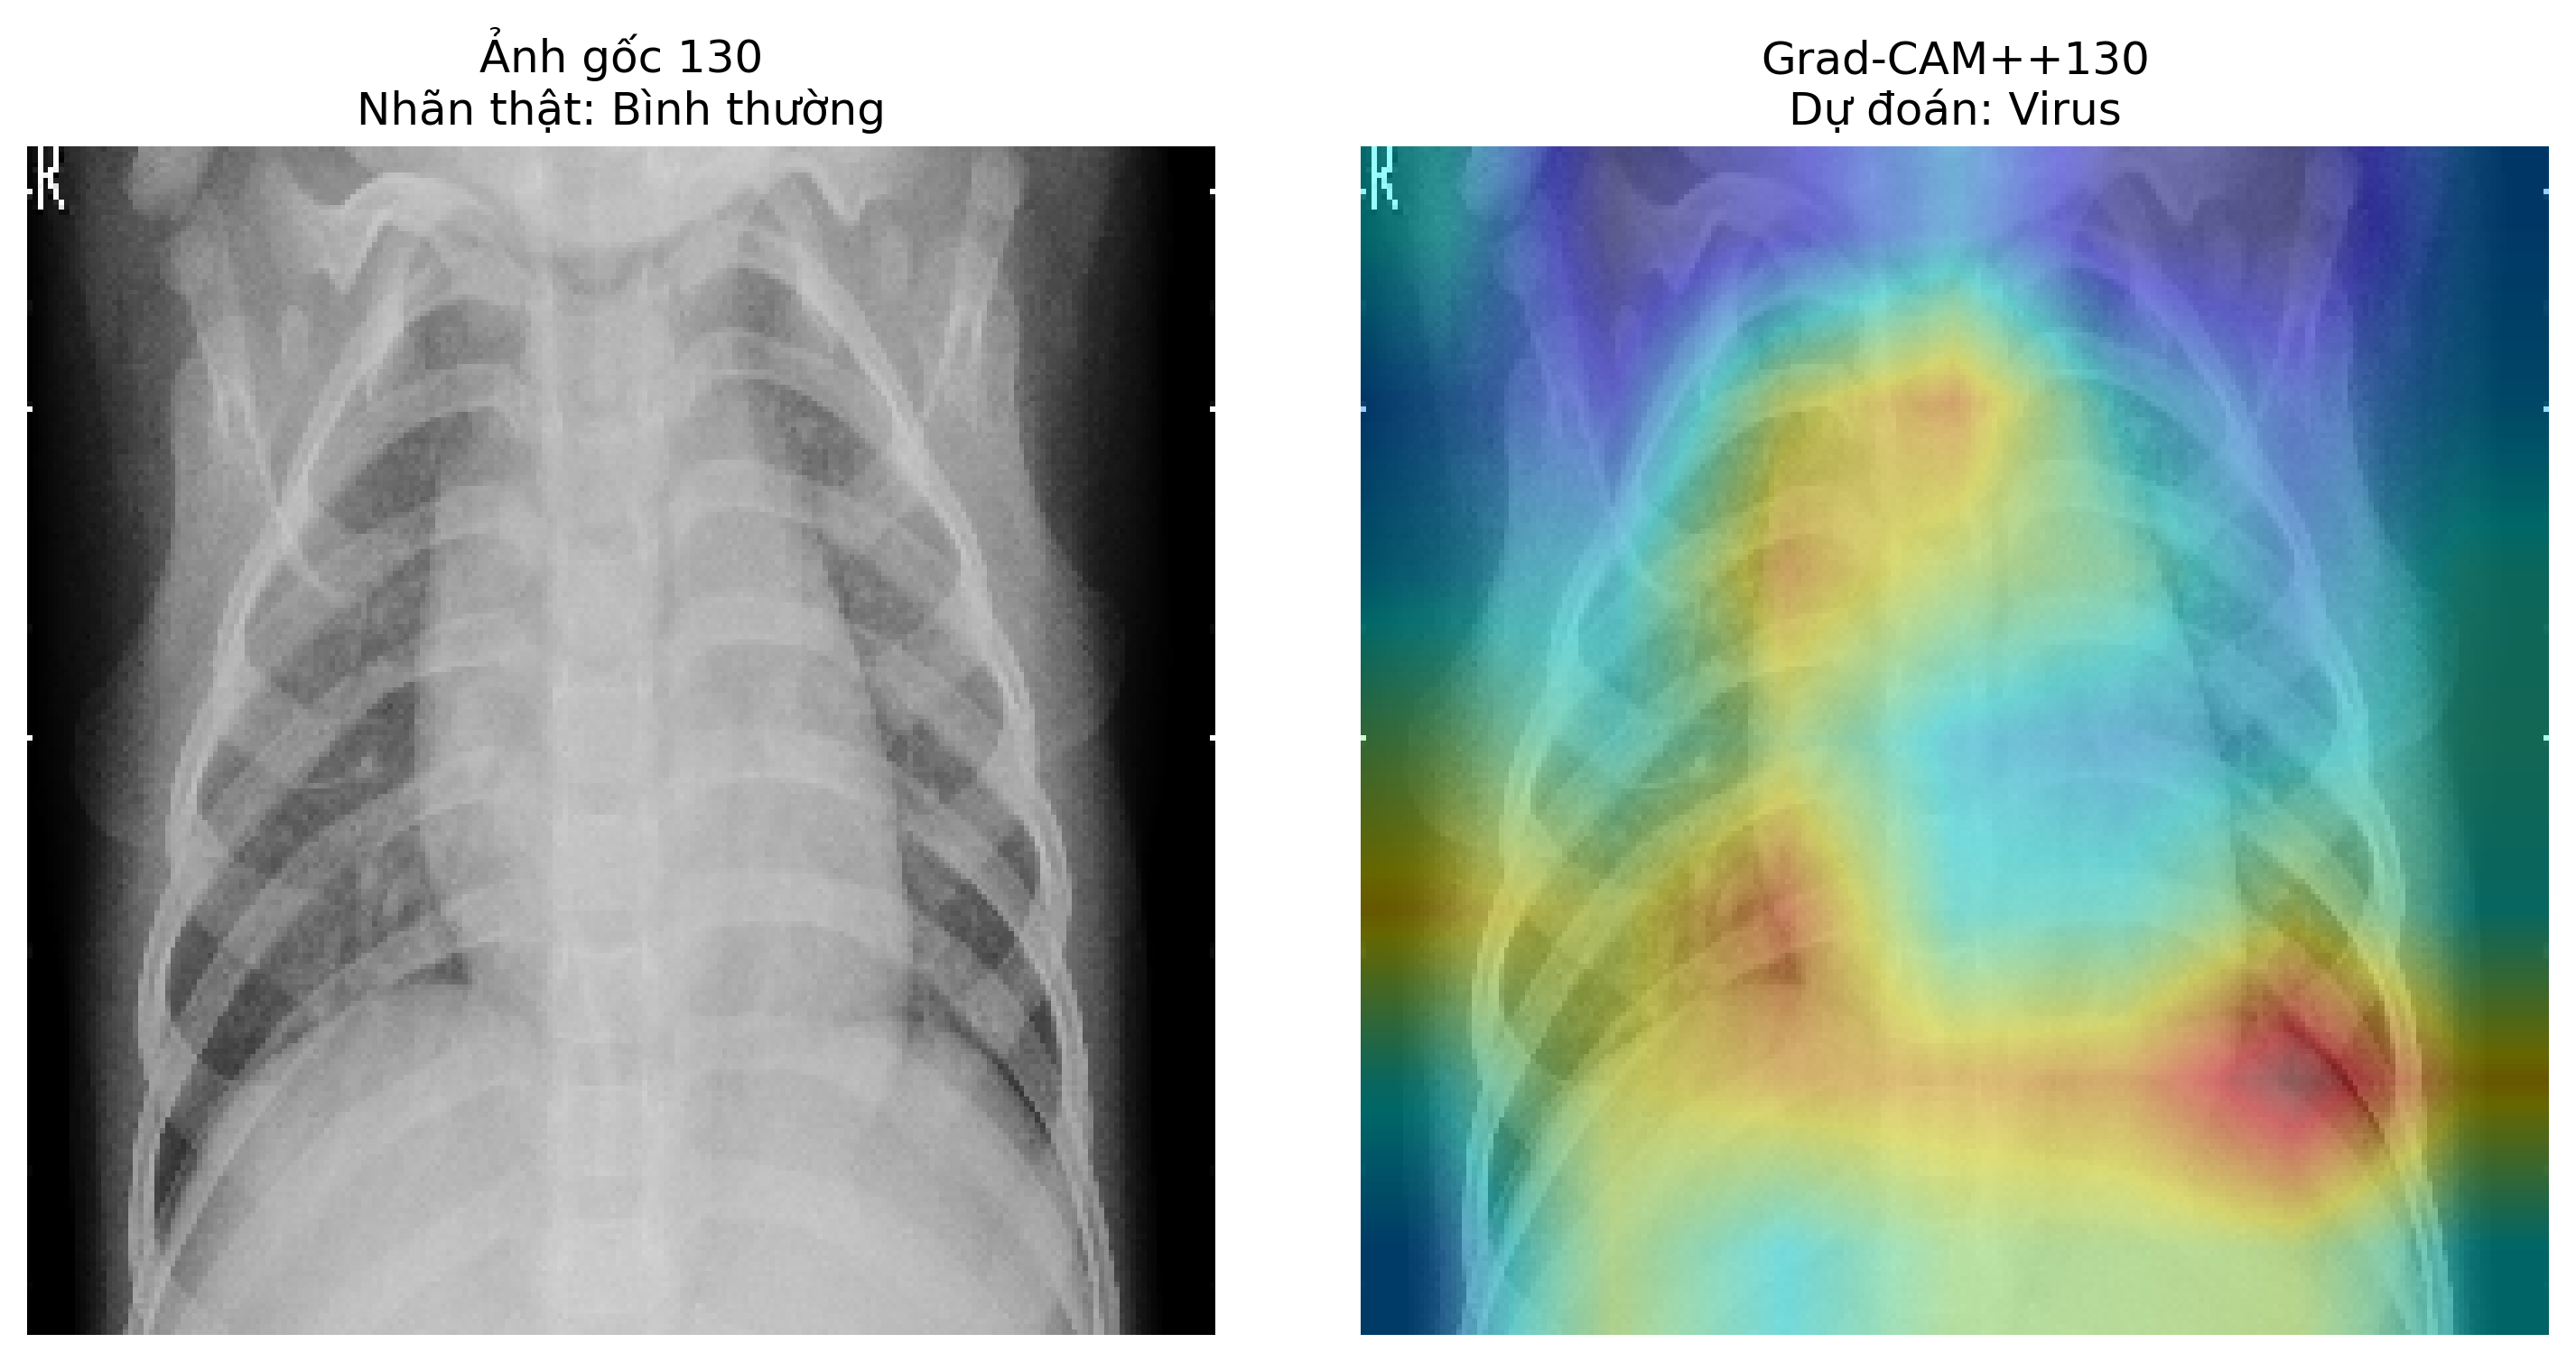 Ảnh gốc 130
Nhãn thật: Bình thường
Grad-CAM++130
Dự đoán: Virus
R
R